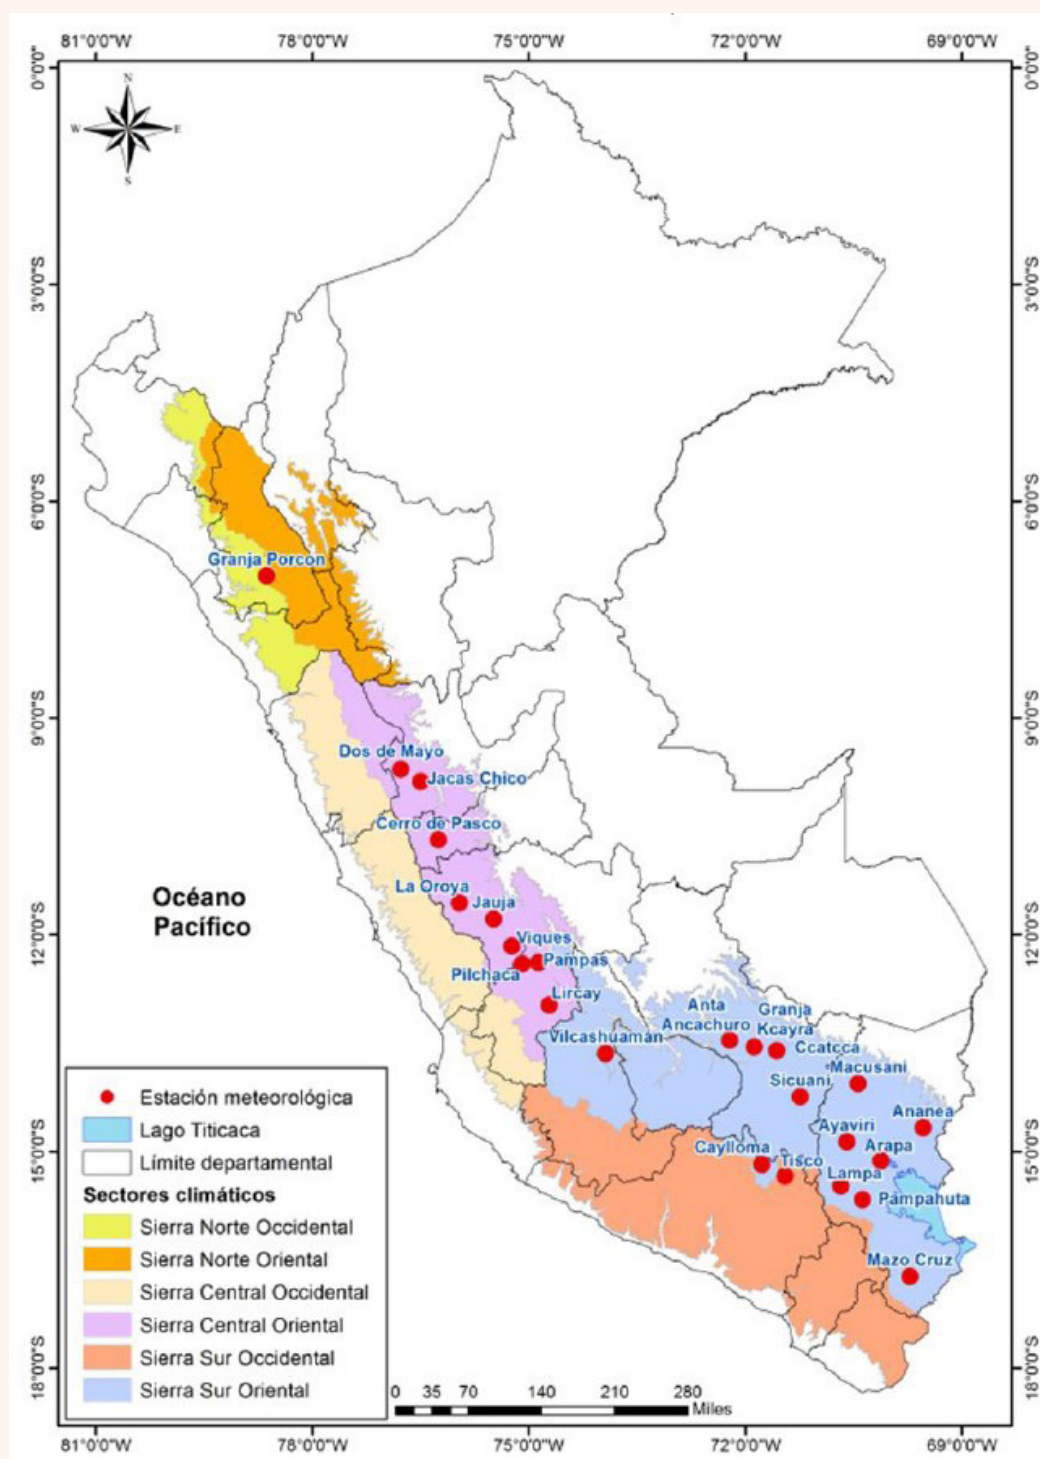 81°0'0"W 78°0'0"W 75°0'0"W 72°0'0"W 69°0'0"W
0°0'0"
0°0'0"
N
W E
S
3°0'0"S
3°0'0"S
6°0'0"S
6°0'0"S
Granja Porcon
9°0'0"S
9°0'0"S
Dos de Mayo
Jacas Chico
Cerro de Pasco
Océano
Pacífico
La Oroya
Jauja
12°0'0"S
12°0'0"S
Viques
Pampas
Pilchaca
Lircay
Anta
Ancachuro
Granja
Kcayra
Vilcashuamán
Ccatcca
Macusani
Sicuani
Ananea
Ayaviri
Arapa
Caylloma
Tisco
Lampa
Pampahuta
15°0'0"S
15°0'0"S
Mazo Cruz
Estación meteorológica
Lago Titicaca
Límite departamental
Sectores climáticos
Sierra Norte Occidental
Sierra Norte Oriental
Sierra Central Occidental
Sierra Central Oriental
Sierra Sur Occidental
Sierra Sur Oriental
18°0'0"S
18°0'0"S
0 35 70 140 210 280
Miles
81°0'0"W 78°0'0"W 75°0'0"W 72°0'0"W 69°0'0"W